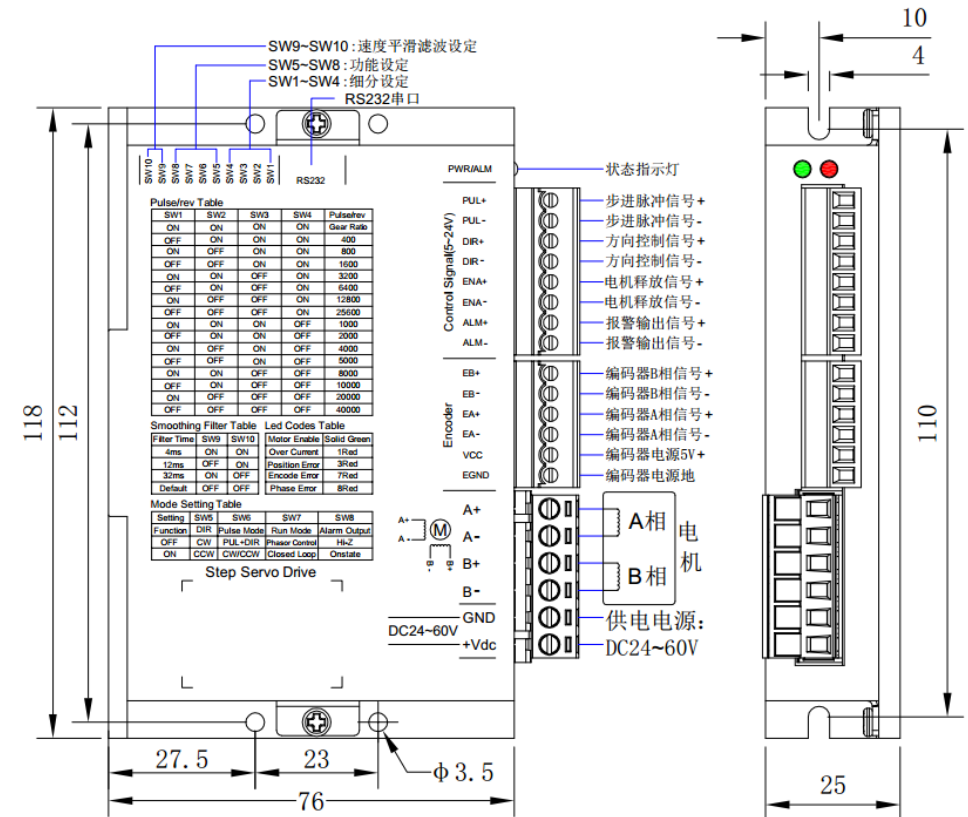 SW9~SW10:速度平滑滤波设定
SW5~SW8:功能设定
SW1~SW4:细分设定
RS232串口
10
4
SW10 SW9 SW8 SW7 SW6 SW5 SW4 SW3 SW2 SW1
RS232
PWR/ALM
状态指示灯
Pulse/rev Table
SW1 SW2 SW3 SW4 Pulse/rev
ON ON ON ON Gear Ratio
OFF ON ON ON 400
ON OFF ON ON 800
OFF OFF ON ON 1600
ON ON OFF ON 3200
OFF ON OFF ON 6400
ON OFF OFF ON 12800
OFF OFF OFF ON 25600
ON ON ON OFF 1000
OFF ON ON OFF 2000
ON OFF ON OFF 4000
OFF OFF ON OFF 5000
ON ON OFF OFF 8000
OFF ON OFF OFF 10000
ON OFF OFF OFF 20000
OFF OFF OFF OFF 40000
Smoothing Filter Table
Filter Time SW9 SW10
4ms ON ON
12ms OFF ON
32ms ON OFF
Default OFF OFF
Led Codes Table
Motor Enable Solid Green
Over Current 1Red
Position Error 3Red
Encode Error 7Red
Phase Error 8Red
Mode Setting Table
Setting SW5 SW6 SW7 SW8
Function DIR Pulse Mode Run Mode Alarm Output
OFF CW PUL+DIR Phasor Control Hi-Z
ON CCW CW/CCW Closed Loop Onstate
Step Servo Drive
Control Signal(5~24V)
PUL+ 步进脉冲信号+
PUL- 步进脉冲信号-
DIR+ 方向控制信号+
DIR- 方向控制信号-
ENA+ 电机释放信号+
ENA- 电机释放信号-
ALM+ 报警输出信号+
ALM- 报警输出信号-
Encoder
EB+ 编码器B相信号+
EB- 编码器B相信号-
EA+ 编码器A相信号+
EA- 编码器A相信号-
VCC 编码器电源5V+
EGND 编码器电源地
A+
A-
B+
B-
GND
+Vdc
A+
A-
M
B-
B+
DC24~60V
A相
B相
电机
供电电源:
DC24~60V
118
112
110
27.5
23
φ3.5
76
25